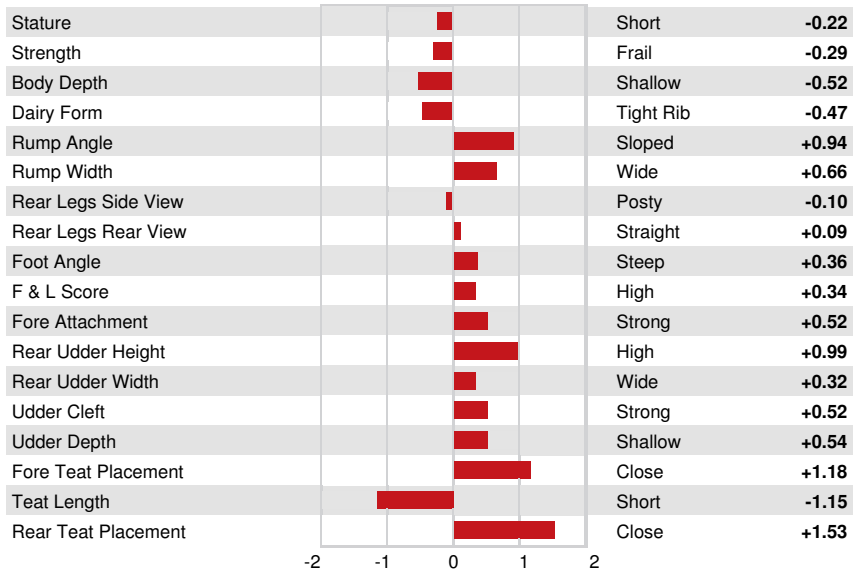 Stature Short -0.22
Strength Frail -0.29
Body Depth Shallow -0.52
Dairy Form Tight Rib -0.47
Rump Angle Sloped +0.94
Rump Width Wide +0.66
Rear Legs Side View Posty -0.10
Rear Legs Rear View Straight +0.09
Foot Angle Steep +0.36
F & L Score High +0.34
Fore Attachment Strong +0.52
Rear Udder Height High +0.99
Rear Udder Width Wide +0.32
Udder Cleft Strong +0.52
Udder Depth Shallow +0.54
Fore Teat Placement Close +1.18
Teat Length Short -1.15
Rear Teat Placement Close +1.53
-2 -1 0 1 2